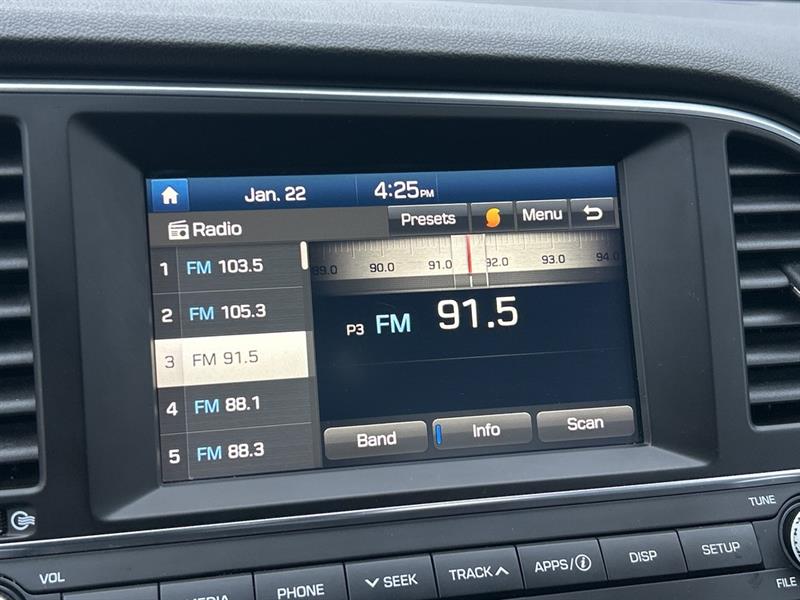 Jan. 22 4:25PM
Radio Presets Menu
1 FM 103.5
2 FM 105.3
3 FM 91.5
4 FM 88.1
5 FM 88.3
89.0 90.0 91.0 92.0 93.0 94.0
P3 FM 91.5
Band Info Scan
TUNE
VOL MEDIA PHONE SEEK TRACK APPS/i DISP SETUP
FILE